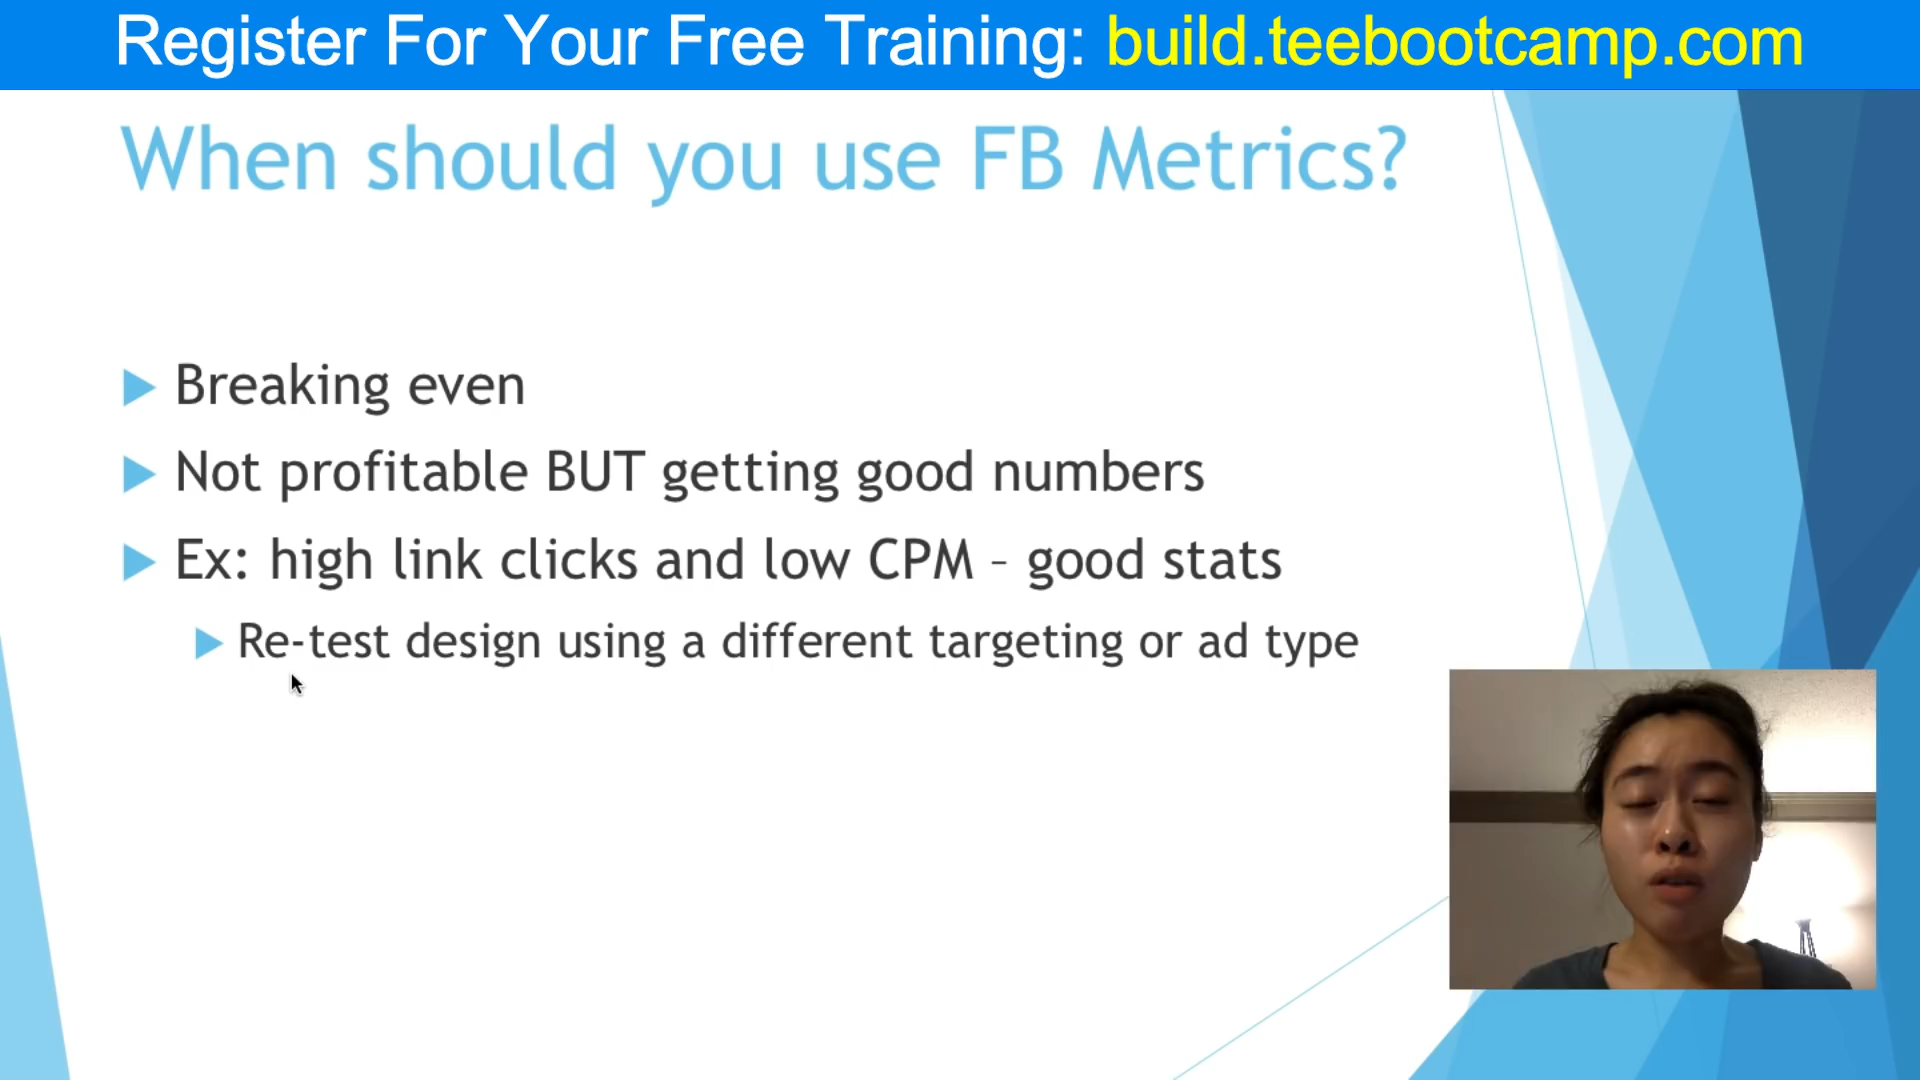 Register For Your Free Training: build.teebootcamp.com
When should you use FB Metrics?
Breaking even
Not profitable BUT getting good numbers
Ex: high link clicks and low CPM – good stats
Re-test design using a different targeting or ad type